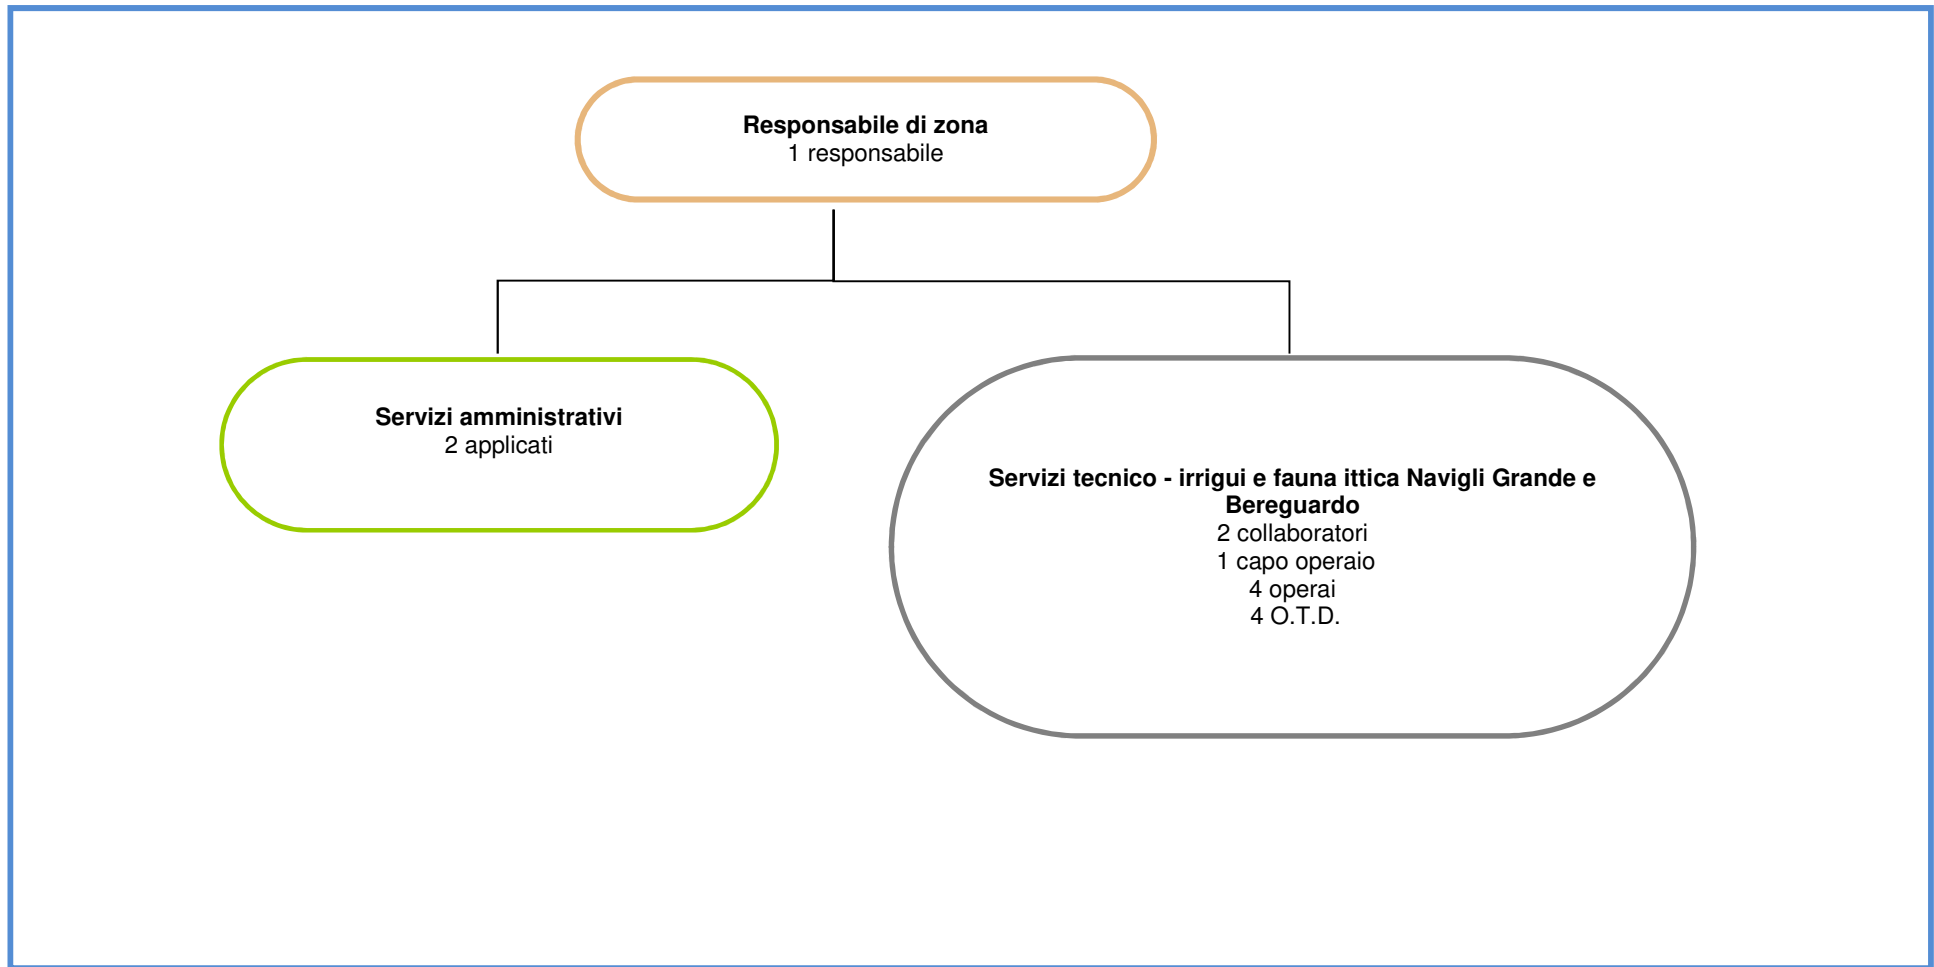 Responsabile di zona
1 responsabile
Servizi amministrativi
2 applicati
Servizi tecnico - irrigui e fauna ittica Navigli Grande e
Bereguardo
2 collaboratori
1 capo operaio
4 operai
4 O.T.D.